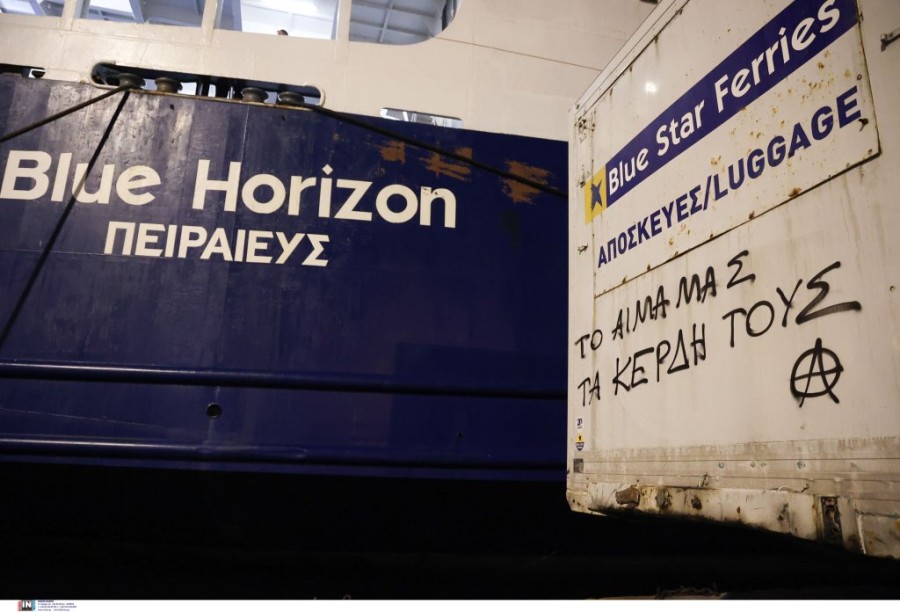 Blue Horizon
ΠΕΙΡΑΙΕΥΣ
Blue Star Ferries
ΑΠΟΣΚΕΥΕΣ/LUGGAGE
ΤΟ ΑΙΜΑ ΜΑΣ
ΤΑ ΚΕΡΔΗ ΤΟΥΣ